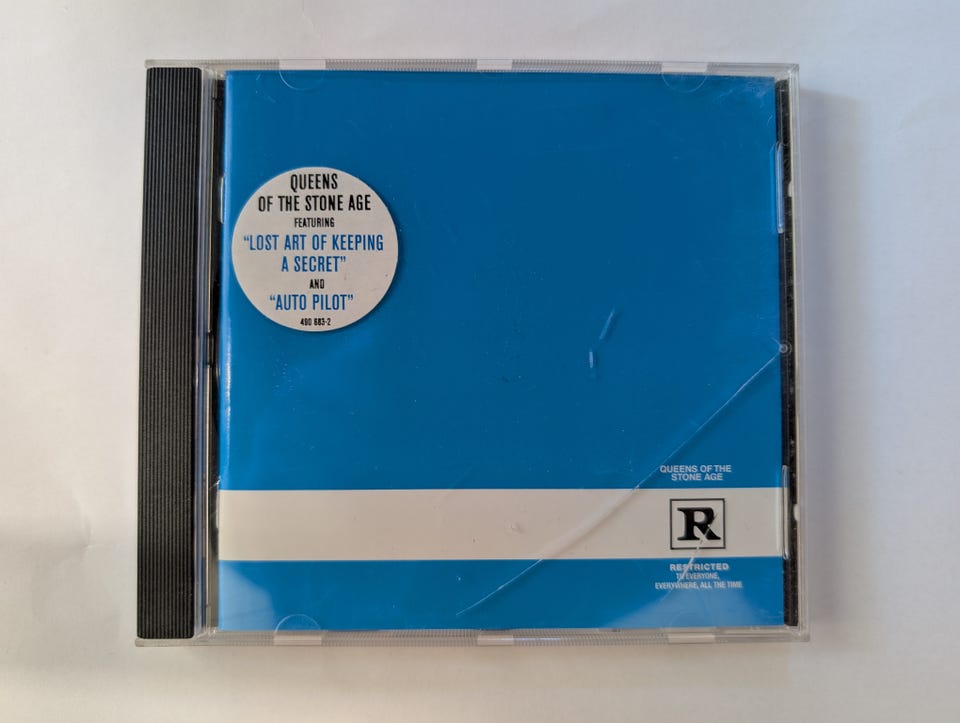 QUEENS
OF THE STONE AGE
FEATURING
“LOST ART OF KEEPING
A SECRET”
AND
“AUTO PILOT”
490 683-2
QUEENS OF THE
STONE AGE
R
RESTRICTED
TO EVERYONE,
EVERYWHERE, ALL THE TIME